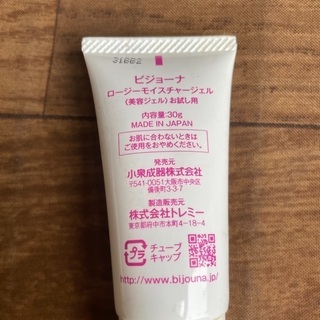 31662
ビジョーナ
ロージーモイスチャージェル
(美容ジェル)お試し用
内容量:30g
MADE IN JAPAN
お肌に合わないときは
ご使用をおやめください。
発売元
小泉成器株式会社
〒541-0051大阪市中央区
備後町3-3-7
製造販売元
株式会社トレミー
東京都府中市本町4-18-4
プラ
チューブ
キャップ
http://www.bijouna.jp/